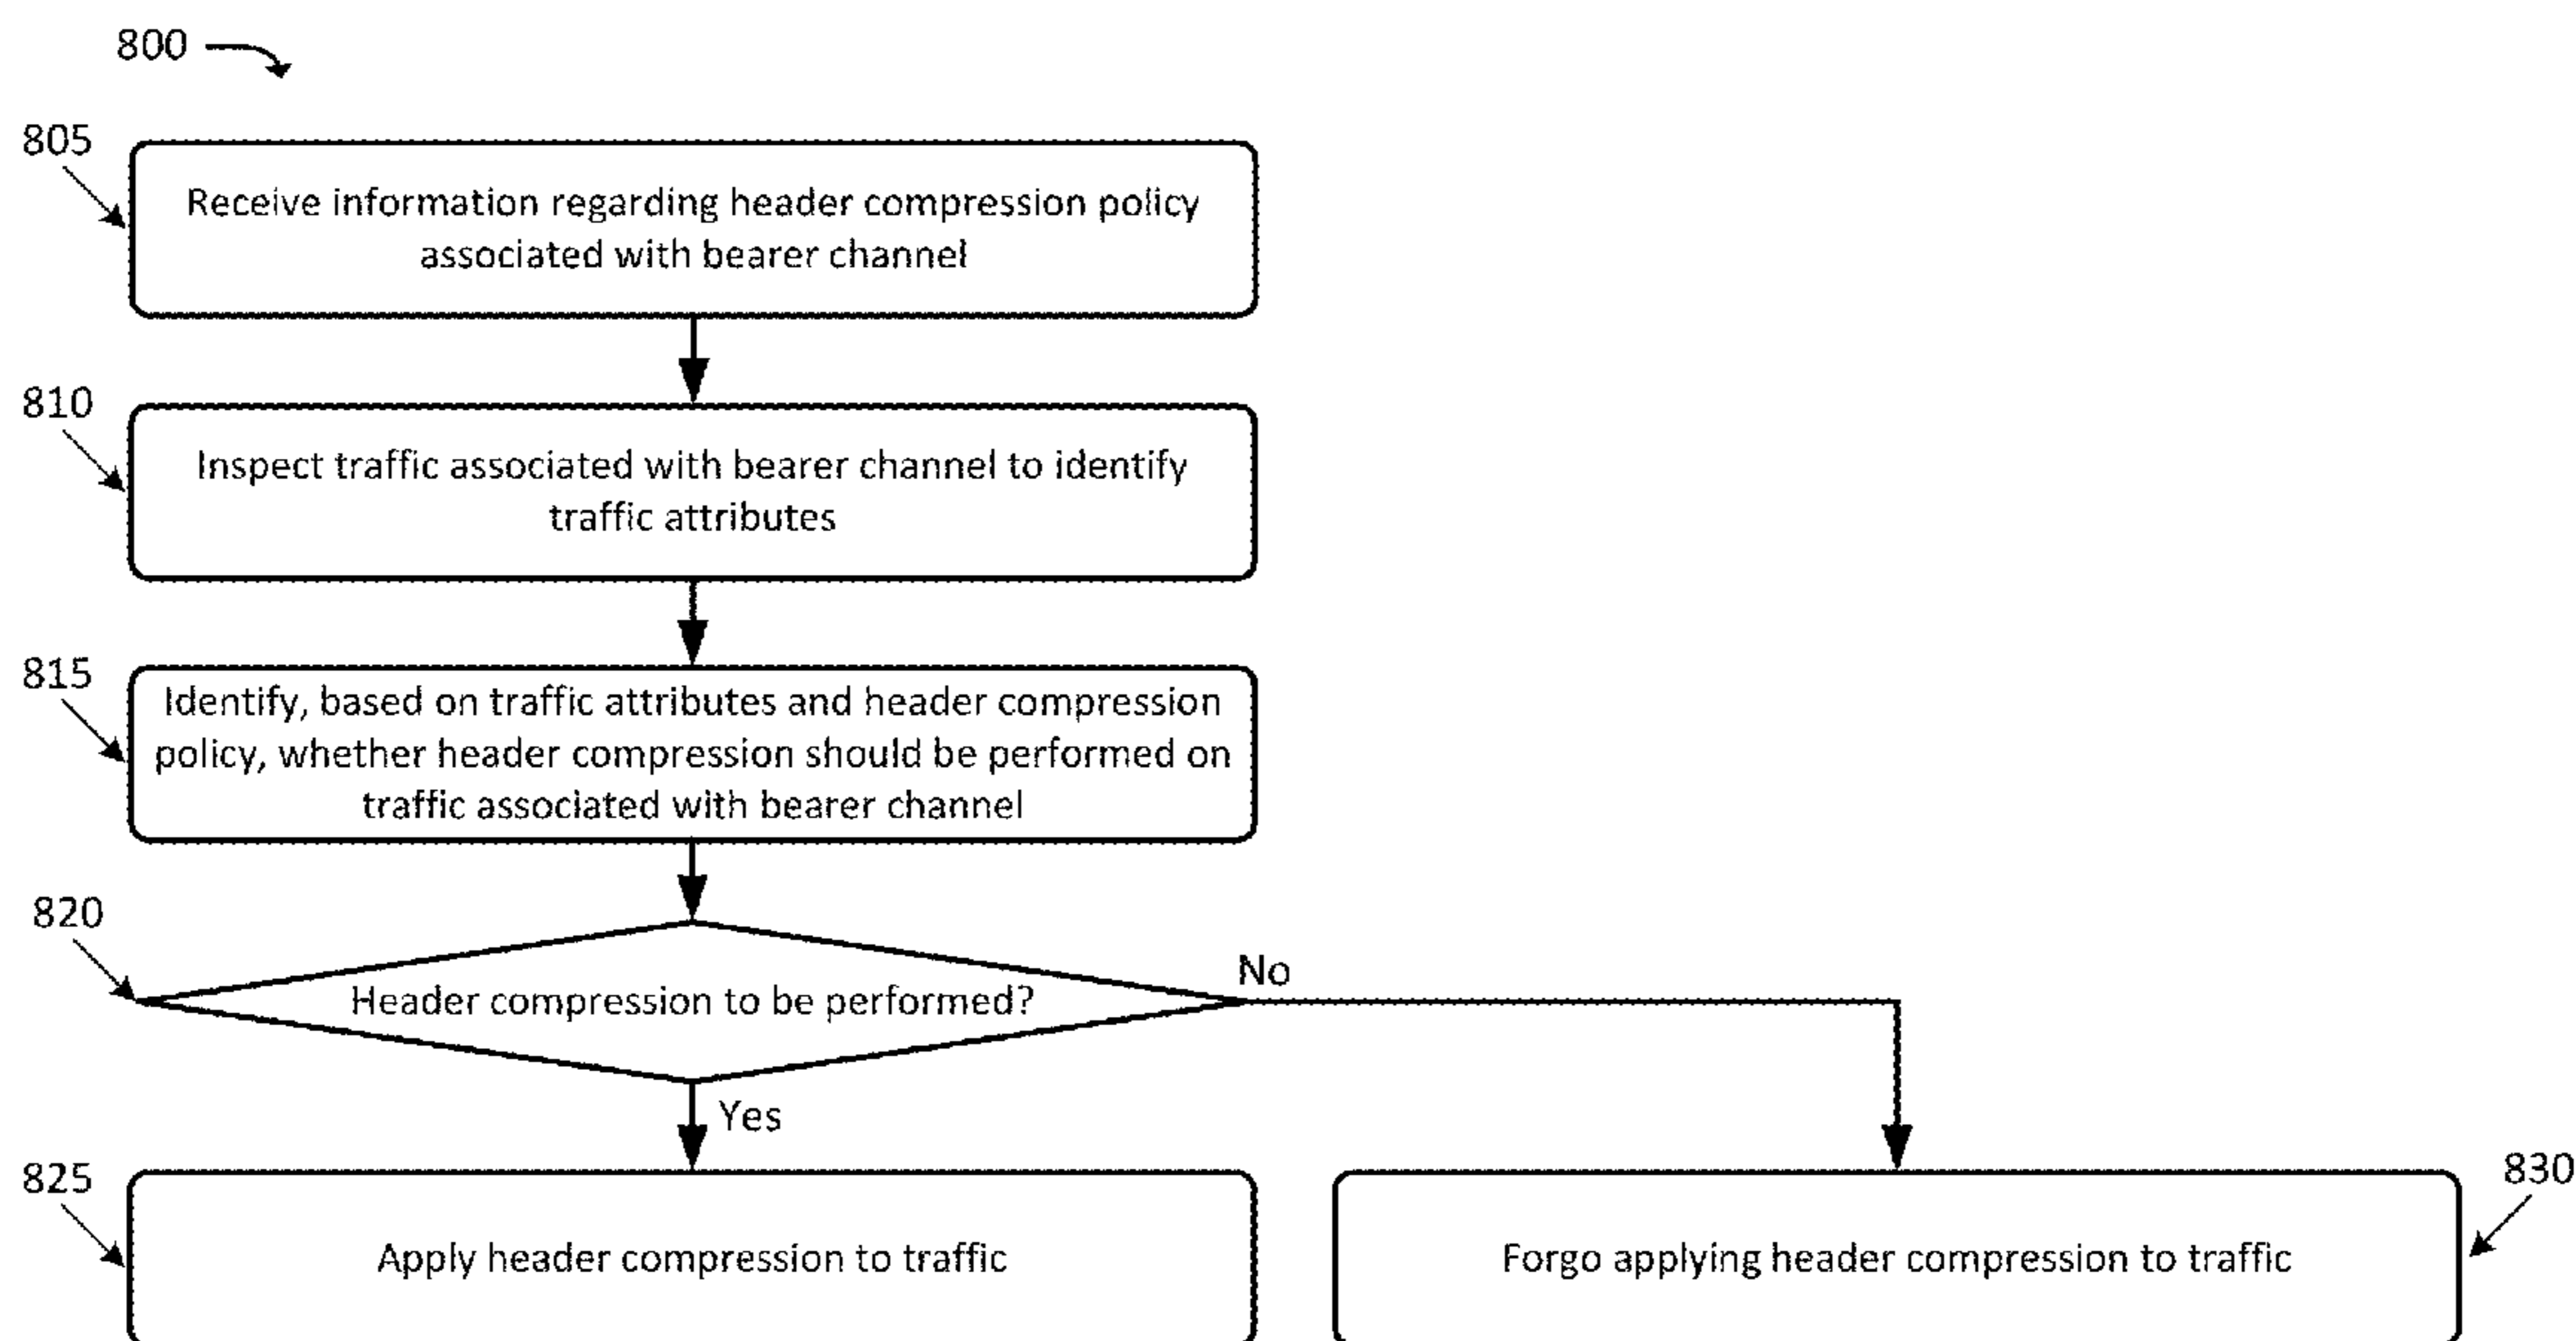 800
805
Receive information regarding header compression policy
associated with bearer channel
810
Inspect traffic associated with bearer channel to identify
traffic attributes
815
Identify, based on traffic attributes and header compression
policy, whether header compression should be performed on
traffic associated with bearer channel
820
Header compression to be performed?
No
Yes
825
Apply header compression to traffic
830
Forgo applying header compression to traffic